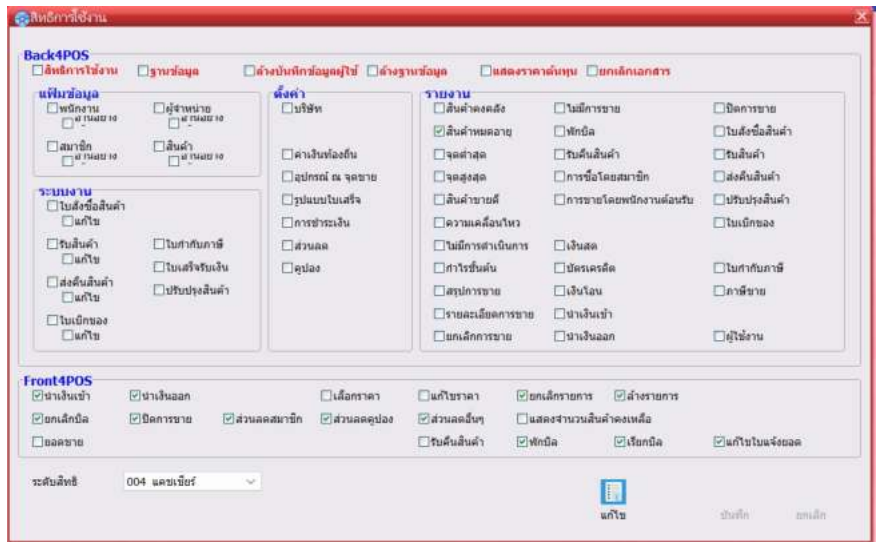 สิทธิการใช้งาน
Back4POS
สิทธิการใช้งาน ฐานข้อมูล ล้างบันทึกข้อมูลผู้ใช้ ล้างฐานข้อมูล แสดงราคาต้นทุน ยกเลิกเอกสาร
แฟ้มข้อมูล
พนักงาน ผู้จำหน่าย
สมาชิก สินค้า
ระบบงาน
ใบสั่งซื้อสินค้า
แก้ไข
รับสินค้า ใบกำกับภาษี
แก้ไข
ใบเสร็จรับเงิน
ส่งคืนสินค้า
ปรับปรุงสินค้า
แก้ไข
ใบเบิกของ
แก้ไข
ตั้งค่า
บริษัท
ค่าเงินท้องถิ่น
อุปกรณ์ ณ จุดขาย
รูปแบบใบเสร็จ
การชำระเงิน
ส่วนลด
คูปอง
รายงาน
สินค้าคงคลัง ไม่มีการขาย ปิดการขาย
สินค้าหมดอายุ พักบิล ใบสั่งซื้อสินค้า
จุดต่ำสุด รับคืนสินค้า รับสินค้า
จุดสูงสุด การซื้อโดยสมาชิก ส่งคืนสินค้า
สินค้าขายดี การขายโดยพนักงานต้อนรับ ปรับปรุงสินค้า
ความเคลื่อนไหว ใบเบิกของ
ไม่มีการดำเนินการ เงินสด
กำไรขั้นต้น บัตรเครดิต ใบกำกับภาษี
สรุปการขาย เงินโอน ภาษีขาย
รายละเอียดการขาย นำเงินเข้า
ยกเลิกการขาย นำเงินออก ผู้ใช้งาน
Front4POS
นำเงินเข้า นำเงินออก เลือกราคา แก้ไขราคา ยกเลิกรายการ ล้างรายการ
ยกเลิกบิล ปิดการขาย ส่วนลดสมาชิก ส่วนลดคูปอง ส่วนลดอื่นๆ แสดงจำนวนสินค้าคงเหลือ
ยอดขาย รับคืนสินค้า พักบิล เรียกบิล แก้ไขใบแจ้งยอด
ระดับสิทธิ 004 แคชเชียร์
แก้ไข บันทึก ยกเลิก